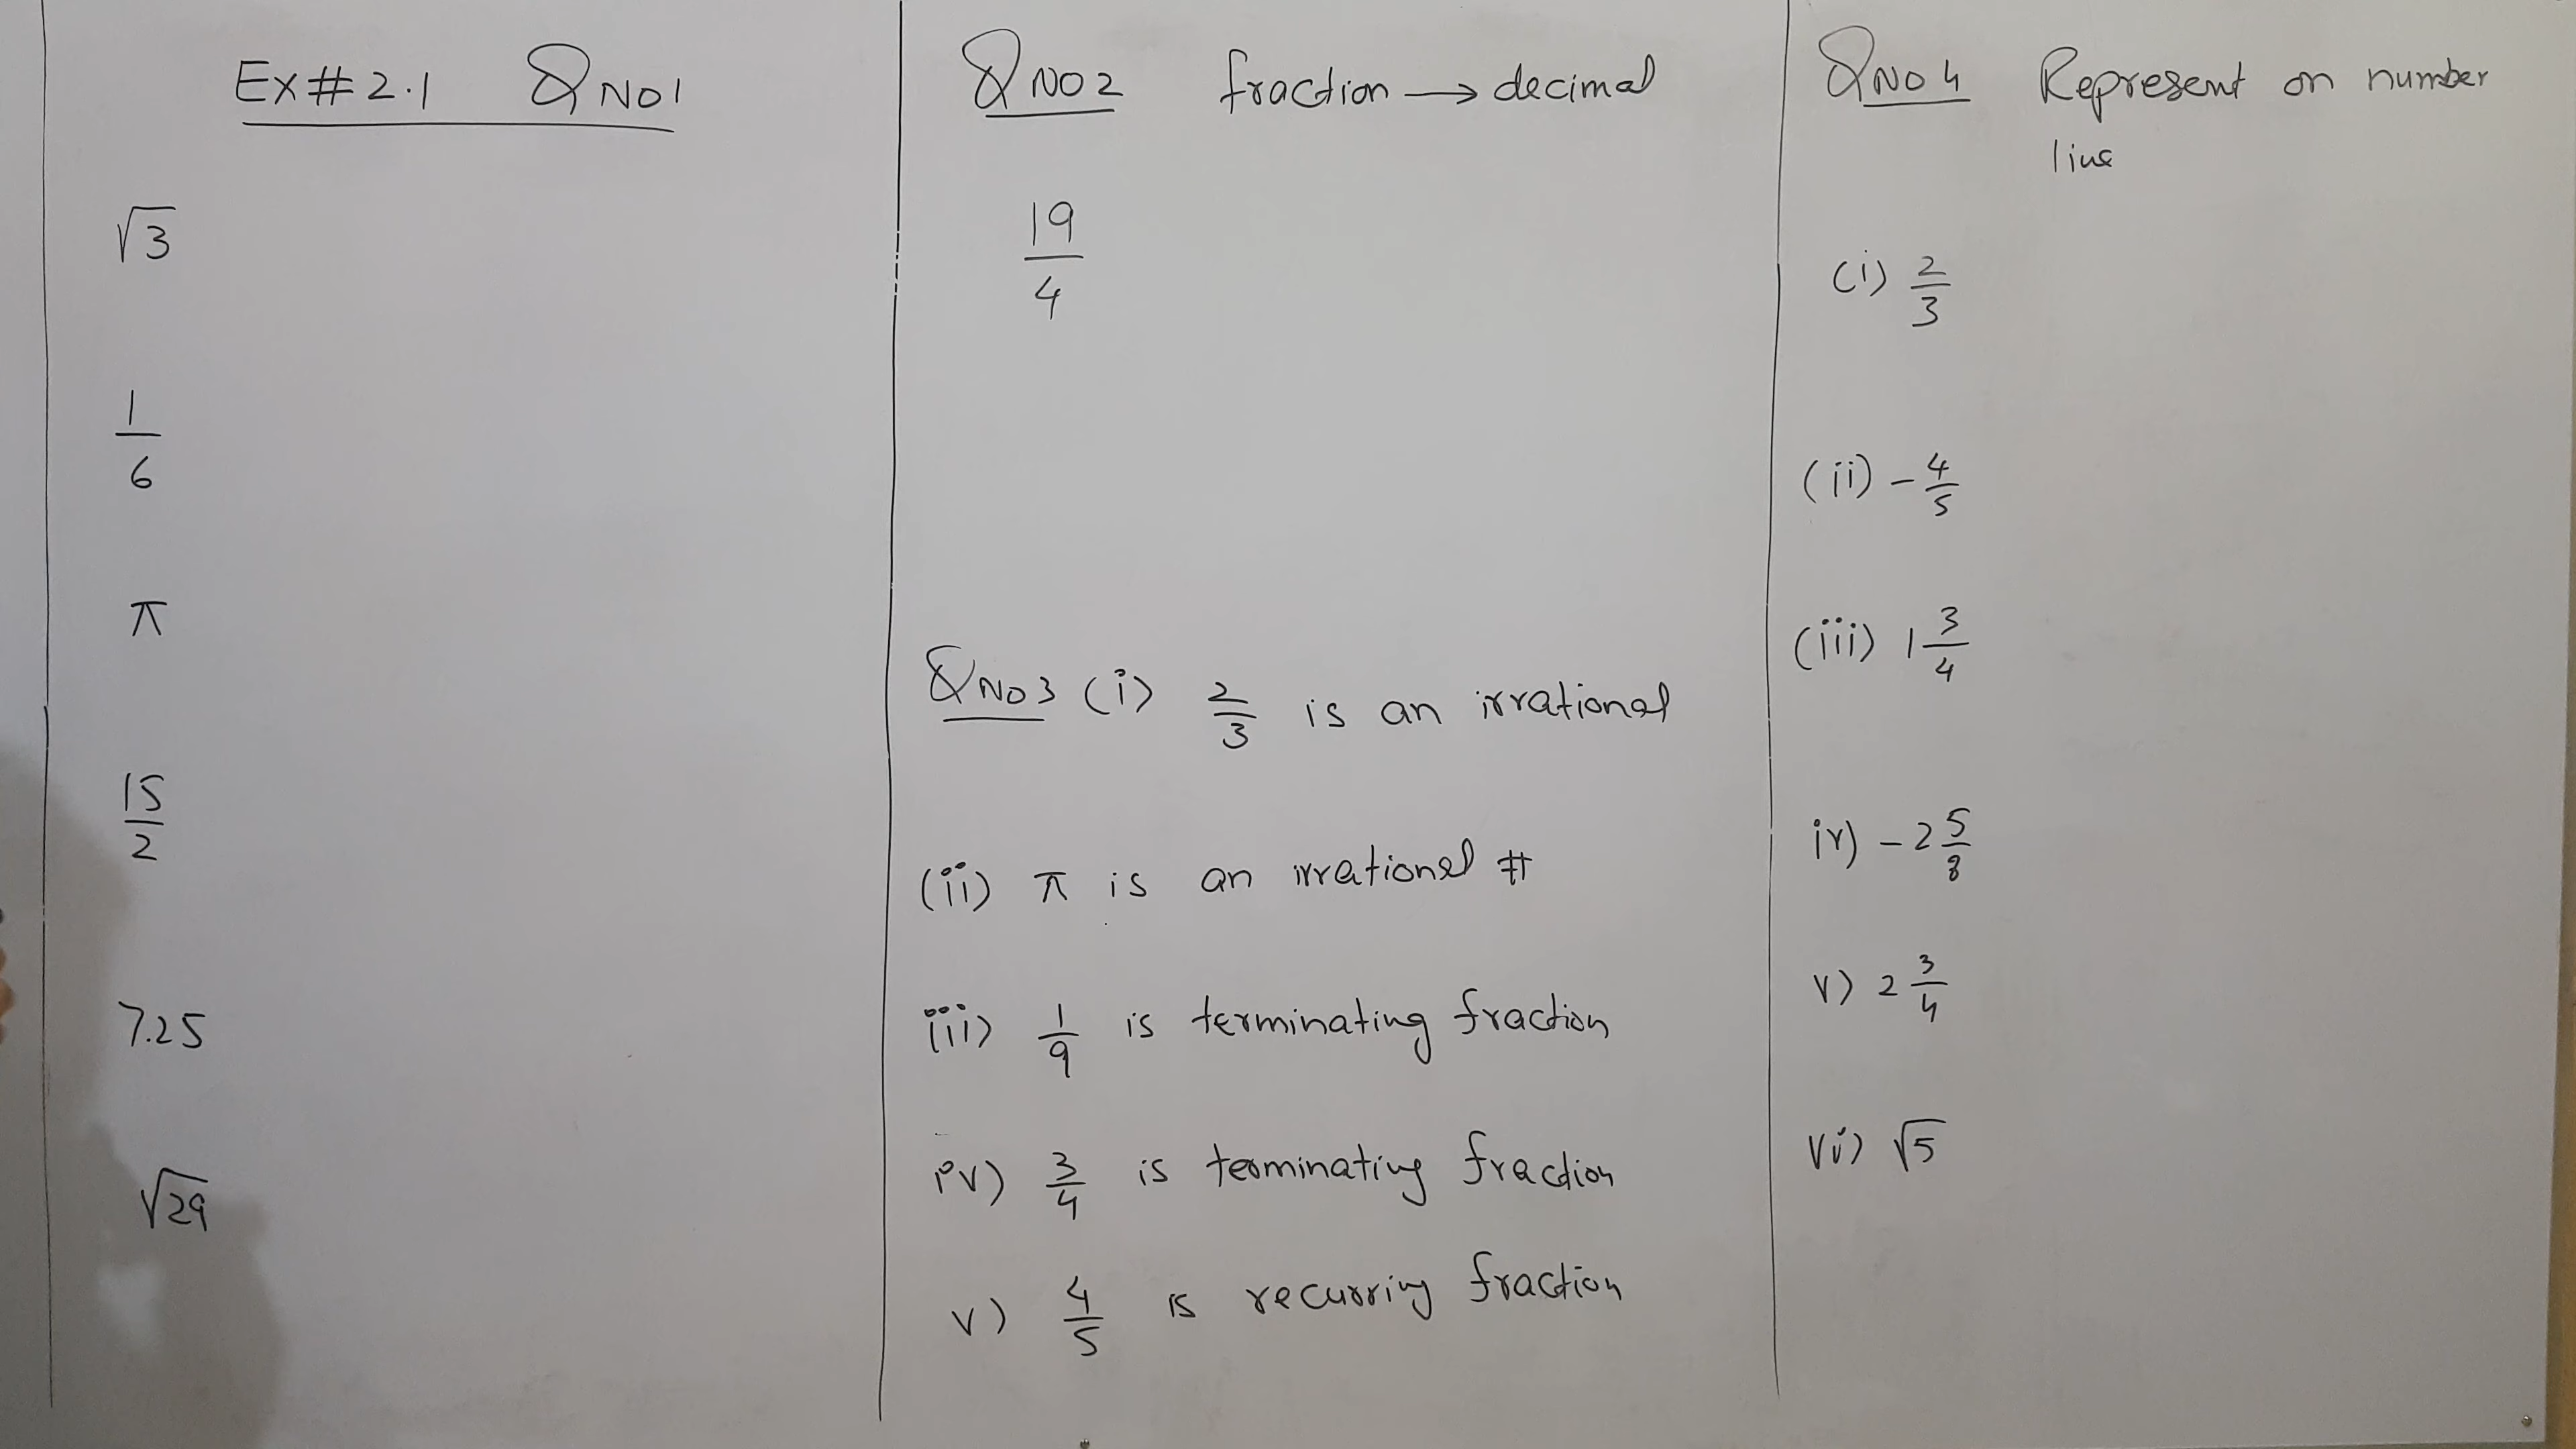 Ex# 2.1 Q NO1
√3
1/6
π
15/2
7.25
√29
Q NO2 fraction → decimal
19/4
Q NO3 (i) 2/3 is an irrational
(ii) π is an irrational #
(iii) 1/9 is terminating fraction
iv) 3/4 is terminating fraction
v) 4/5 is recurring fraction
Q NO4 Represent on number
line
(i) 2/3
(ii) - 4/5
(iii) 1 3/4
iv) - 2 5/8
v) 2 3/4
vi) √5